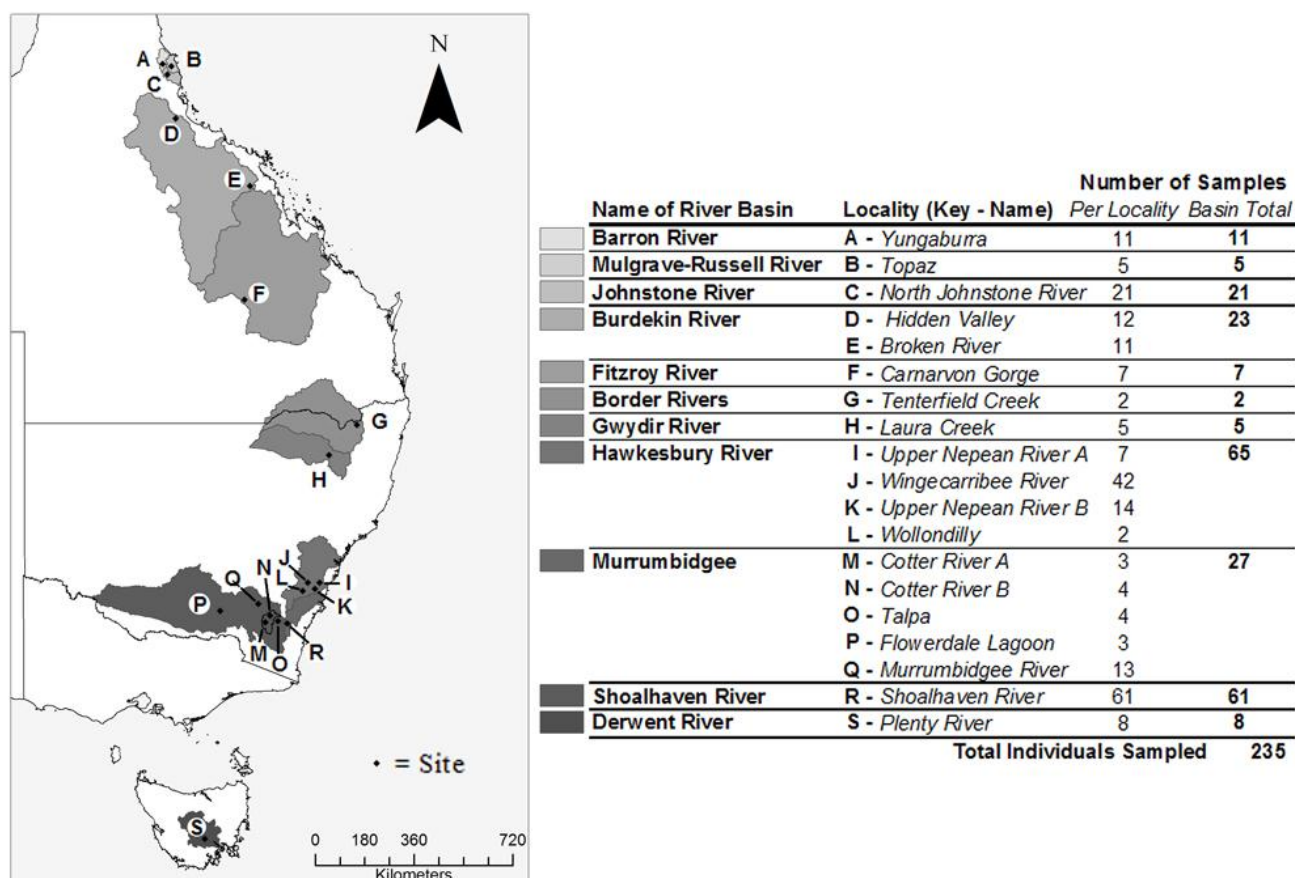 N
A
B
C
D
E
F
G
H
J
N
L
I
Q
K
P
M
O
R
S
♦ = Site
0 180 360 720
Kilometers
Number of Samples
Name of River Basin Locality (Key - Name) Per Locality Basin Total
Barron River A - Yungaburra 11 11
Mulgrave-Russell River B - Topaz 5 5
Johnstone River C - North Johnstone River 21 21
Burdekin River D - Hidden Valley 12 23
E - Broken River 11
Fitzroy River F - Carnarvon Gorge 7 7
Border Rivers G - Tenterfield Creek 2 2
Gwydir River H - Laura Creek 5 5
Hawkesbury River I - Upper Nepean River A 7 65
J - Wingecarribee River 42
K - Upper Nepean River B 14
L - Wollondilly 2
Murrumbidgee M - Cotter River A 3 27
N - Cotter River B 4
O - Talpa 4
P - Flowerdale Lagoon 3
Q - Murrumbidgee River 13
Shoalhaven River R - Shoalhaven River 61 61
Derwent River S - Plenty River 8 8
Total Individuals Sampled 235